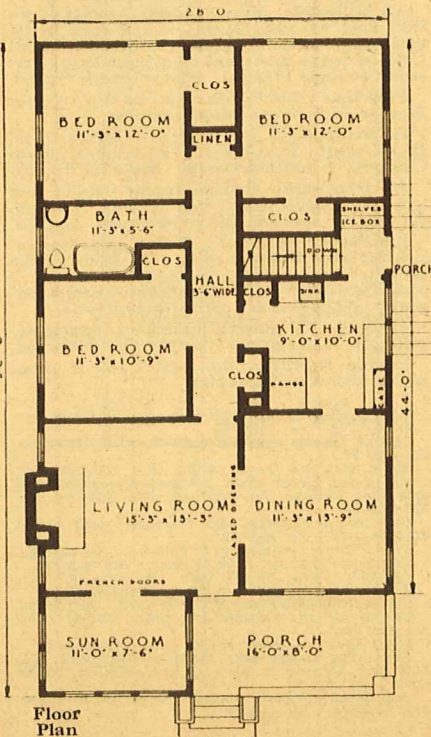 28'-0"
CLOS
BED ROOM
11'-3" x 12'-0"
BED ROOM
11'-3" x 12'-0"
LINEN
BATH
11'-3" x 5'-6"
CLOS
SHELVES
ICE BOX
DOWN
CLOS
HALL
3'-6" WIDE
CLOS
SINK
PORCH
KITCHEN
9'-0" x 10'-0"
BED ROOM
11'-3" x 10'-9"
CLOS
RANGE
CASE
44'-0"
LIVING ROOM
15'-3" x 13'-3"
CASED OPENING
DINING ROOM
11'-3" x 13'-9"
FRENCH DOORS
SUN ROOM
11'-0" x 7'-6"
PORCH
16'-0" x 8'-0"
Floor
Plan